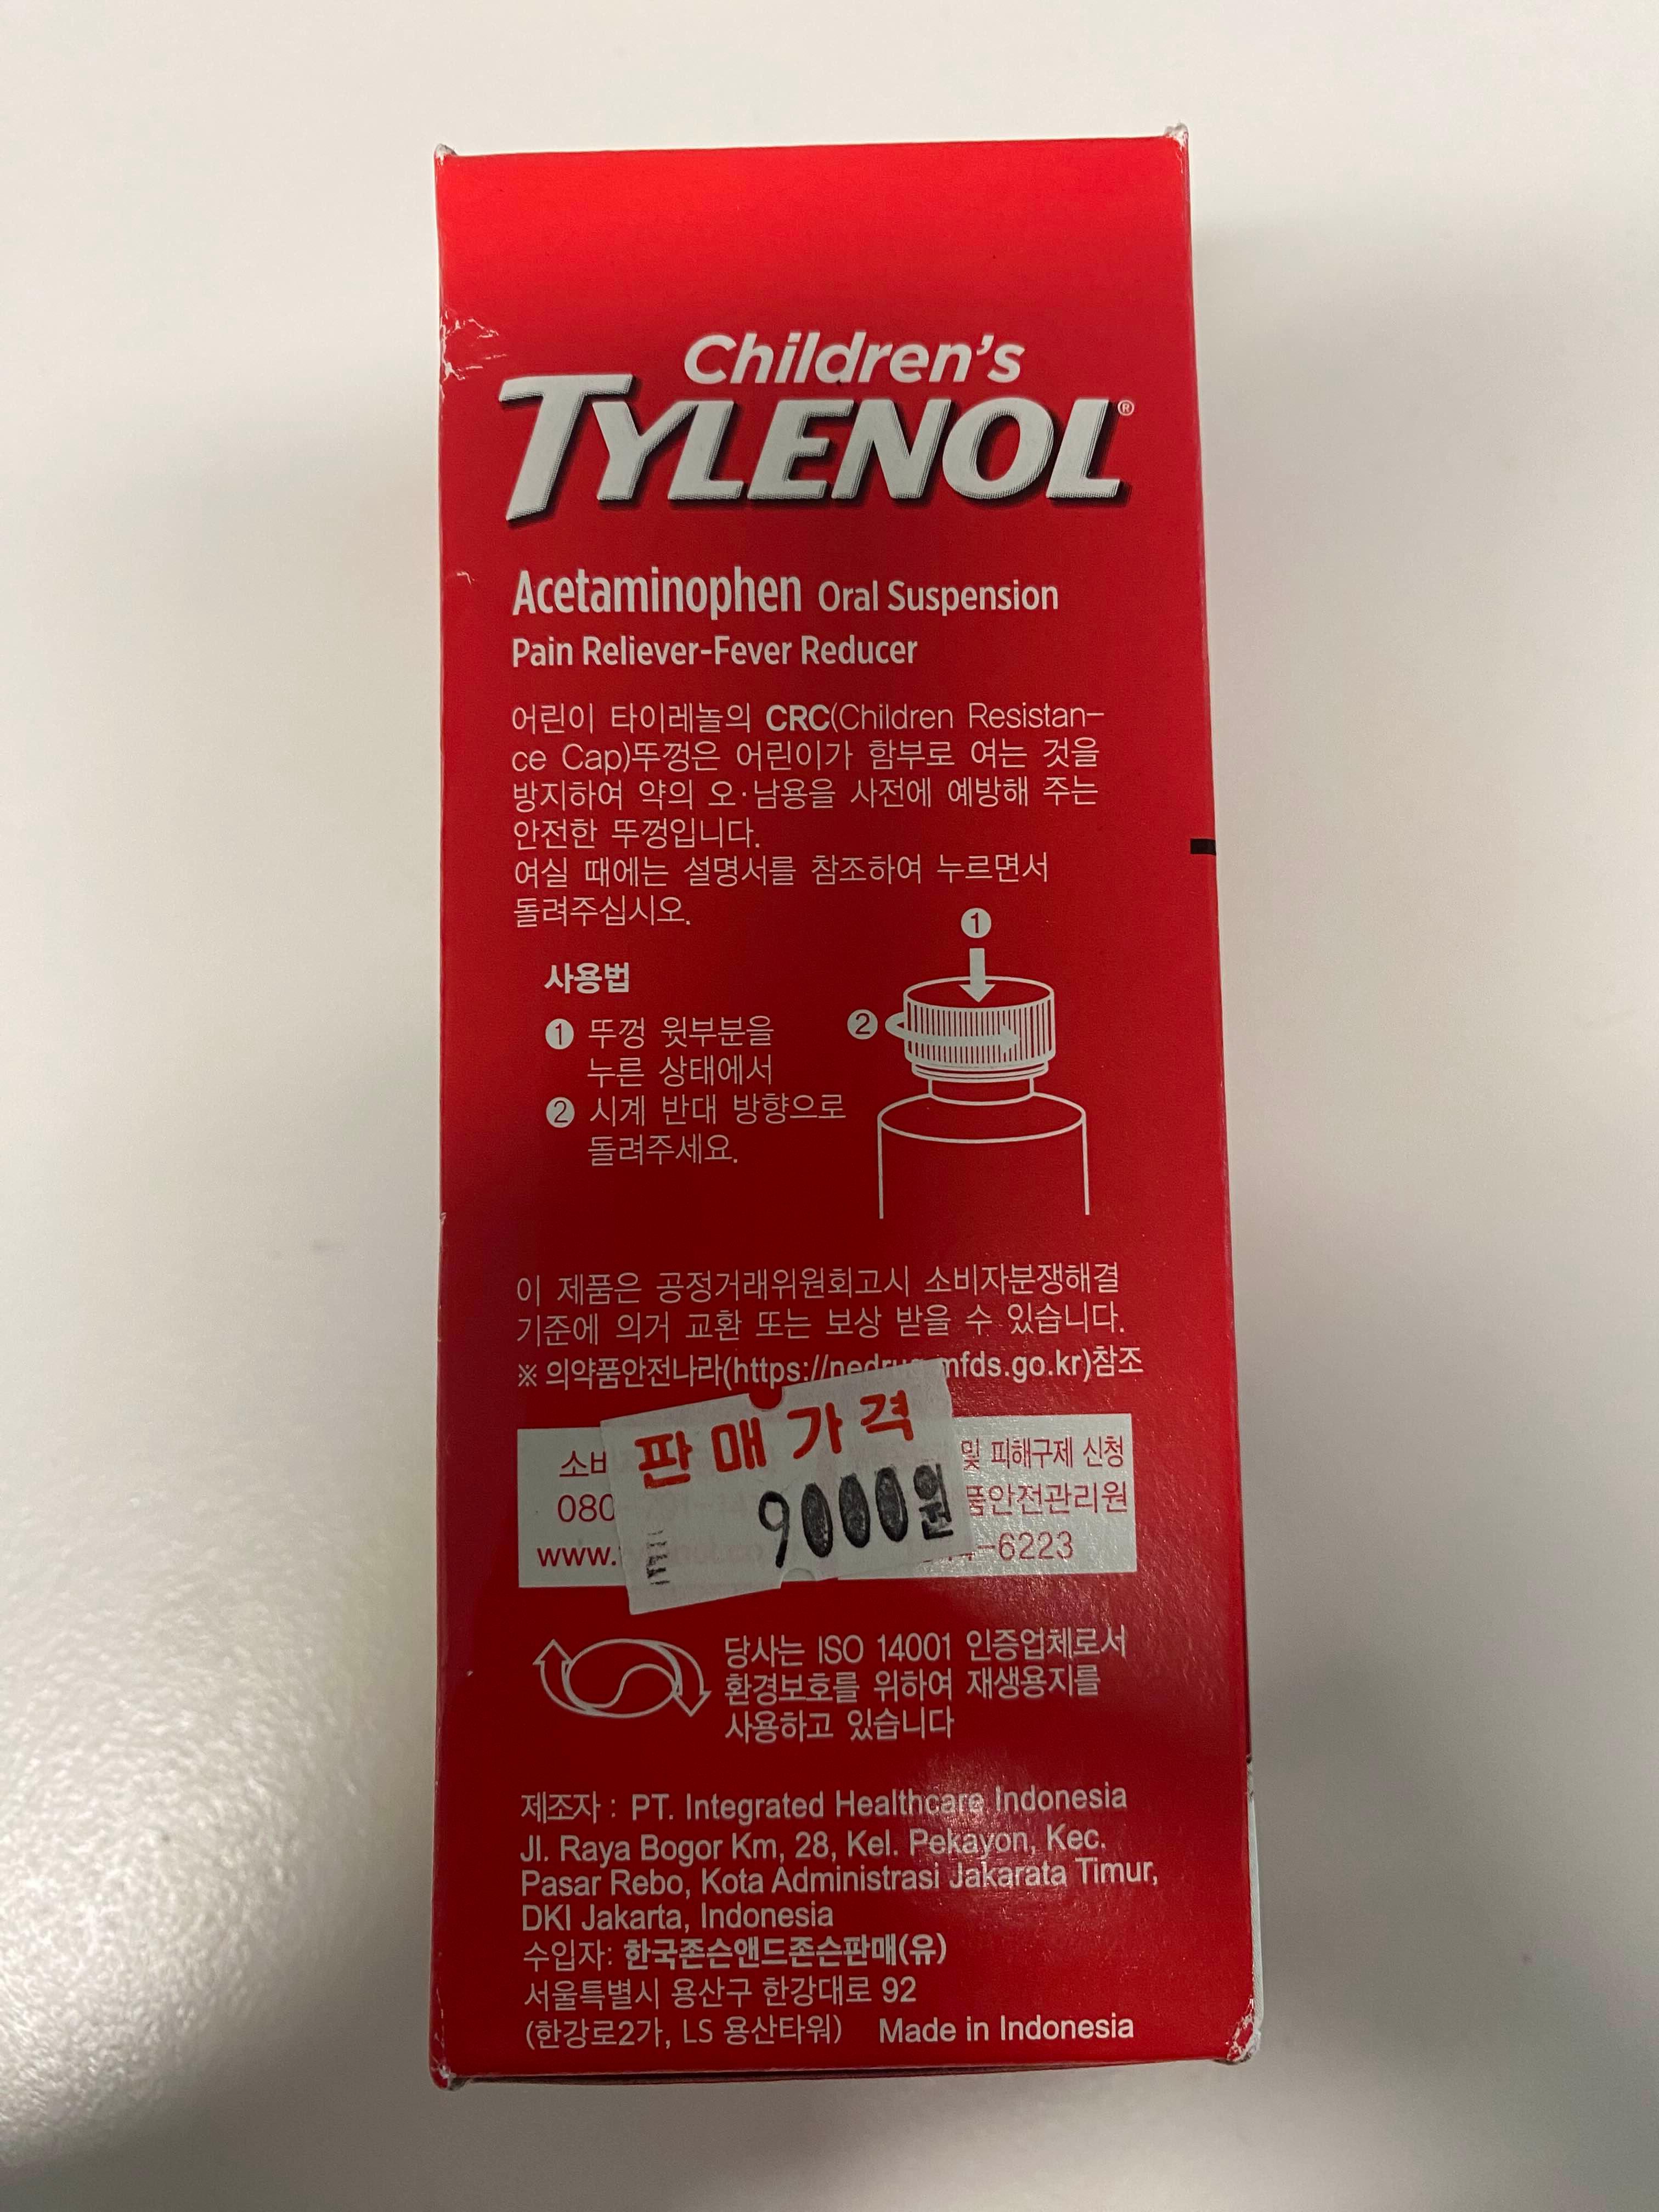 Children's
TYLENOL®
Acetaminophen Oral Suspension
Pain Reliever-Fever Reducer
어린이 타이레놀의 CRC(Children Resistan-
ce Cap)뚜껑은 어린이가 함부로 여는 것을
방지하여 약의 오·남용을 사전에 예방해 주는
안전한 뚜껑입니다.
여실 때에는 설명서를 참조하여 누르면서
돌려주십시오.
사용법
① 뚜껑 윗부분을
누른 상태에서
② 시계 반대 방향으로
돌려주세요.
①
②
이 제품은 공정거래위원회고시 소비자분쟁해결
기준에 의거 교환 또는 보상 받을 수 있습니다.
※ 의약품안전나라(https://nedrug.mfds.go.kr)참조
판매가격
9000원
및 피해구제 신청
080
품안전관리원
www.
-6223
당사는 ISO 14001 인증업체로서
환경보호를 위하여 재생용지를
사용하고 있습니다
제조자 : PT. Integrated Healthcare Indonesia
Jl. Raya Bogor Km, 28, Kel. Pekayon, Kec.
Pasar Rebo, Kota Administrasi Jakarata Timur,
DKI Jakarta, Indonesia
수입자: 한국존슨앤드존슨판매(유)
서울특별시 용산구 한강대로 92
(한강로2가, LS 용산타워) Made in Indonesia